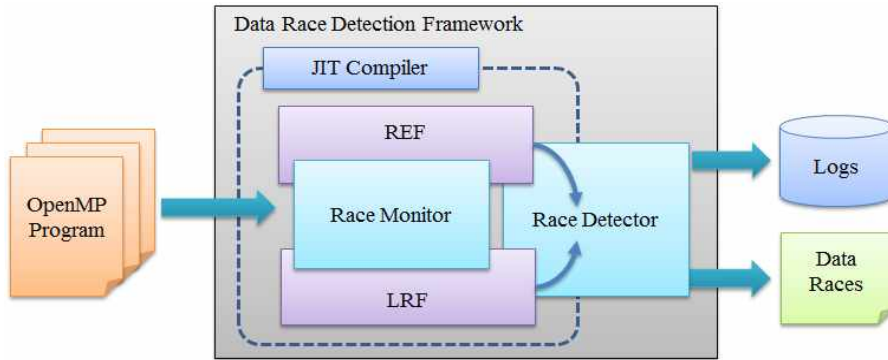 Data Race Detection Framework
JIT Compiler
REF
OpenMP
Program
Race Monitor
Race Detector
LRF
Logs
Data
Races